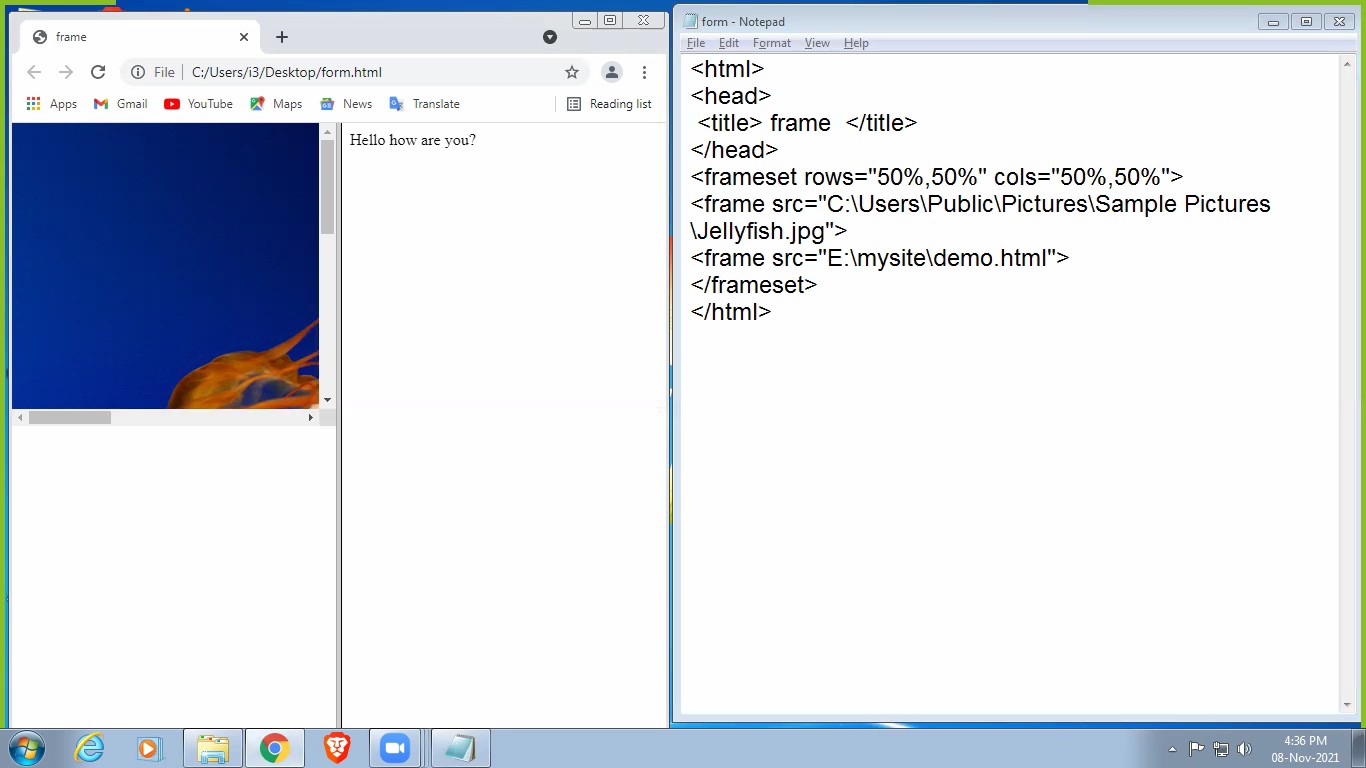 frame
File
C:/Users/i3/Desktop/form.html
Apps
Gmail
YouTube
Maps
News
Translate
Reading list
Hello how are you?
form - Notepad
File Edit Format View Help
<html>
<head>
<title> frame </title>
</head>
<frameset rows="50%,50%" cols="50%,50%">
<frame src="C:\Users\Public\Pictures\Sample Pictures
\Jellyfish.jpg">
<frame src="E:\mysite\demo.html">
</frameset>
</html>
4:36 PM
08-Nov-2021